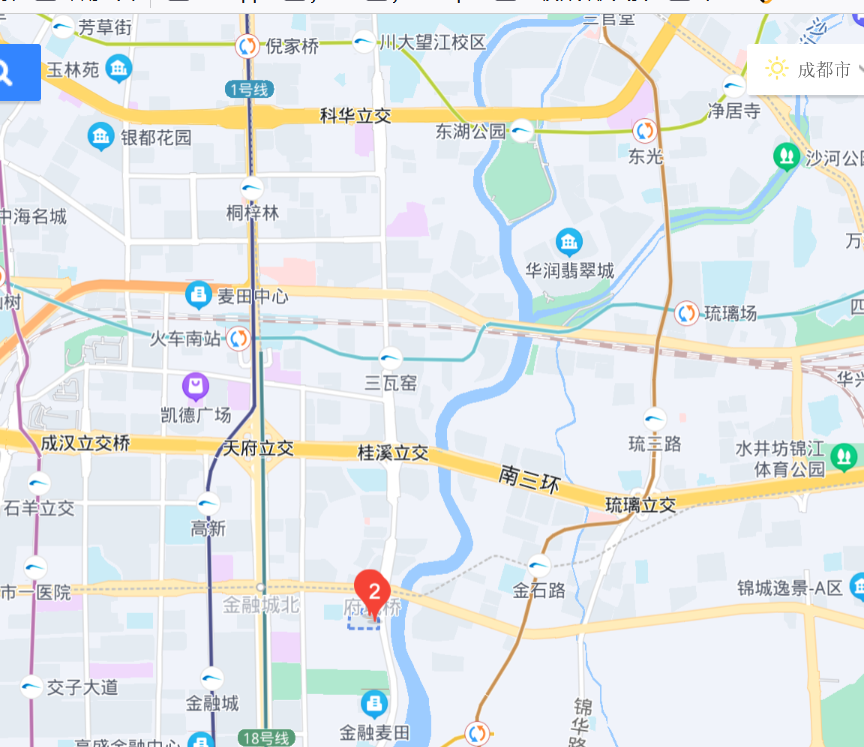 三官堂
芳草街
倪家桥
川大望江校区
玉林苑
成都市
1号线
净居寺
科华立交
东湖公园
银都花园
东光
沙河公园
桐梓林
中海名城
万
华润翡翠城
麦田中心
树
琉璃场
四
火车南站
三瓦窑
华兴
凯德广场
成汉立交桥
天府立交
桂溪立交
琉三路
水井坊锦江
体育公园
南三环
石羊立交
琉璃立交
高新
市一医院
2
金石路
锦城逸景-A区
金融城北
交子大道
金融城
锦华路
金融麦田
18号线
高盛金融中心